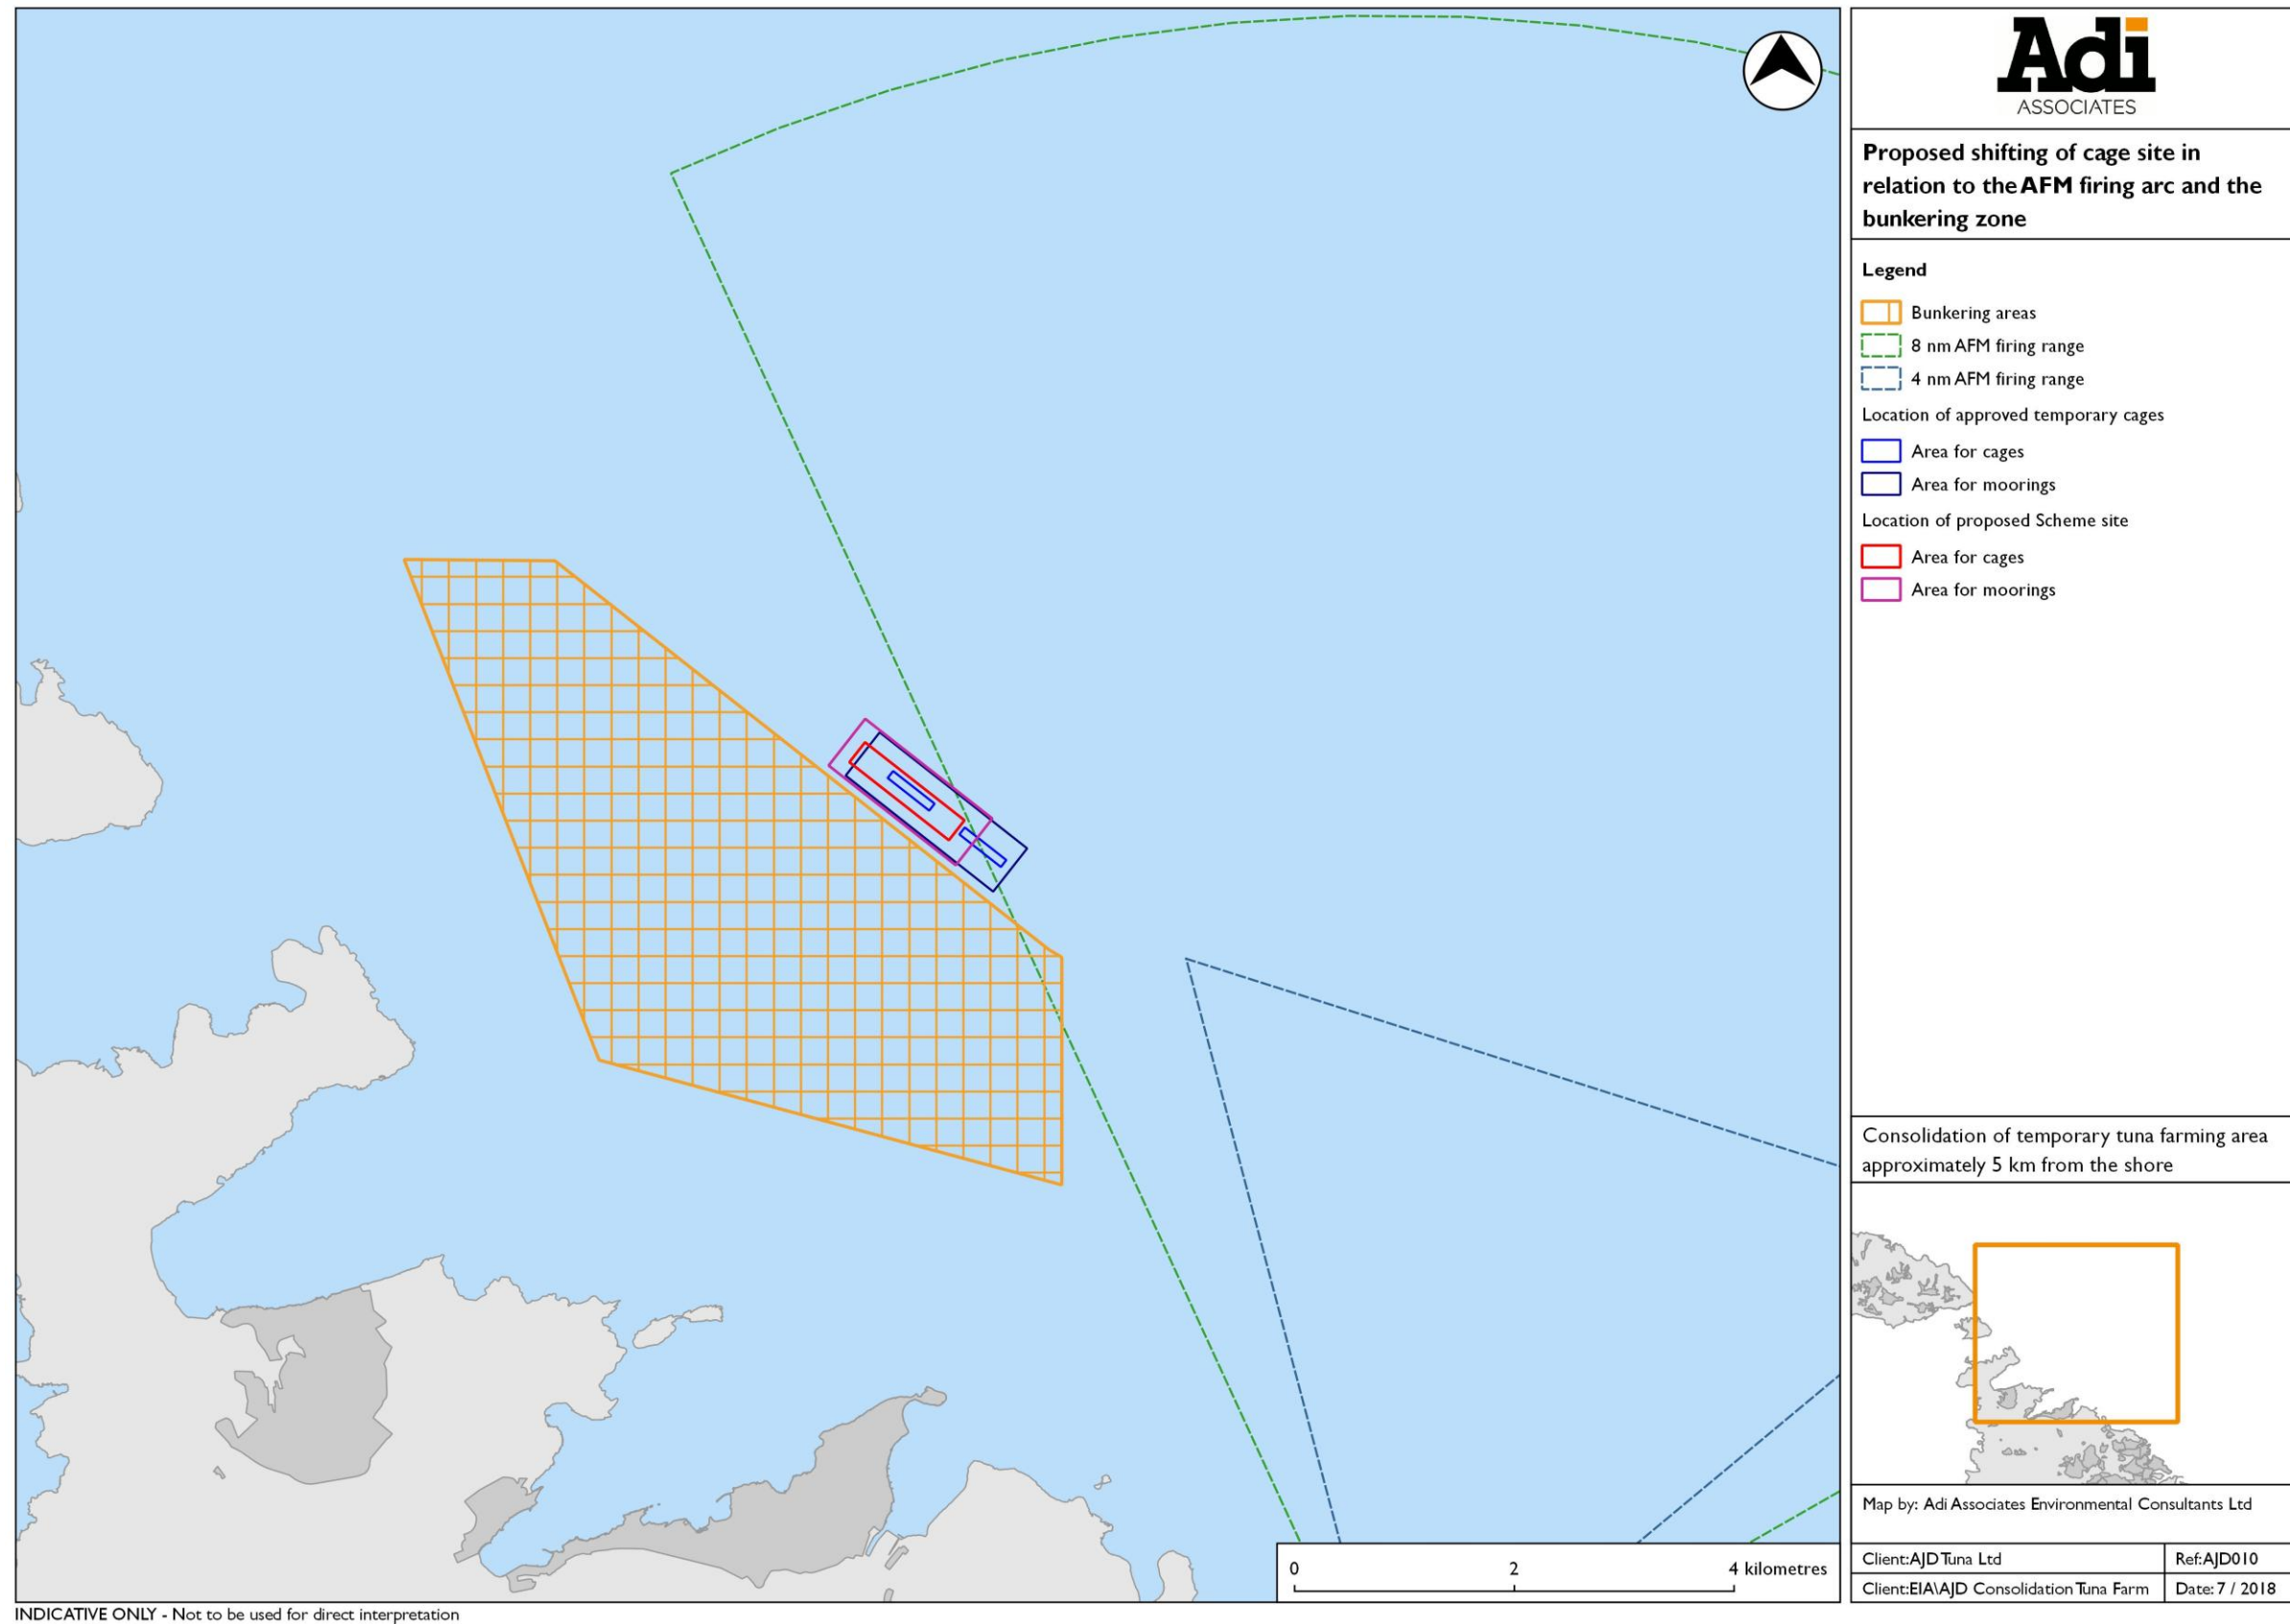 Adi
ASSOCIATES
Proposed shifting of cage site in
relation to the AFM firing arc and the
bunkering zone
Legend
Bunkering areas
8 nm AFM firing range
4 nm AFM firing range
Location of approved temporary cages
Area for cages
Area for moorings
Location of proposed Scheme site
Area for cages
Area for moorings
Consolidation of temporary tuna farming area
approximately 5 km from the shore
Map by: Adi Associates Environmental Consultants Ltd
Client:AJD Tuna Ltd Ref:AJD010
Client:EIA\AJD Consolidation Tuna Farm Date: 7 / 2018
0 2 4 kilometres
INDICATIVE ONLY - Not to be used for direct interpretation